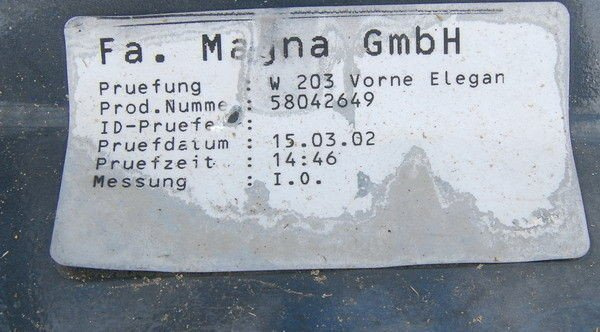 Fa. Magna GmbH
Pruefung : W 203 Vorne Elegan
Prod.Numme : 58042649
ID-Pruefe :
Pruefdatum : 15.03.02
Pruefzeit : 14:46
Messung : I.O.